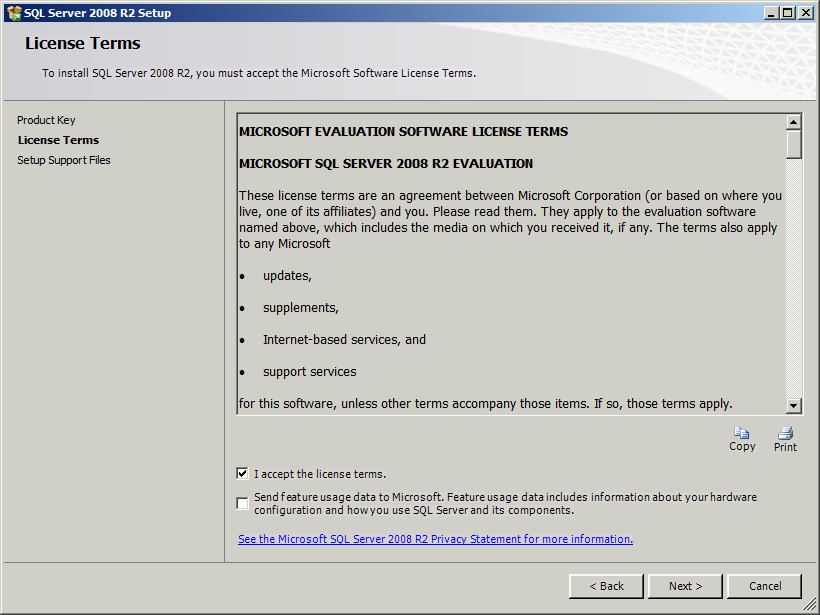 SQL Server 2008 R2 Setup
License Terms
To install SQL Server 2008 R2, you must accept the Microsoft Software License Terms.
Product Key
License Terms
Setup Support Files
MICROSOFT EVALUATION SOFTWARE LICENSE TERMS
MICROSOFT SQL SERVER 2008 R2 EVALUATION
These license terms are an agreement between Microsoft Corporation (or based on where you
live, one of its affiliates) and you. Please read them. They apply to the evaluation software
named above, which includes the media on which you received it, if any. The terms also apply
to any Microsoft
• updates,
• supplements,
• Internet-based services, and
• support services
for this software, unless other terms accompany those items. If so, those terms apply.
Copy Print
I accept the license terms.
Send feature usage data to Microsoft. Feature usage data includes information about your hardware
configuration and how you use SQL Server and its components.
See the Microsoft SQL Server 2008 R2 Privacy Statement for more information.
< Back Next > Cancel